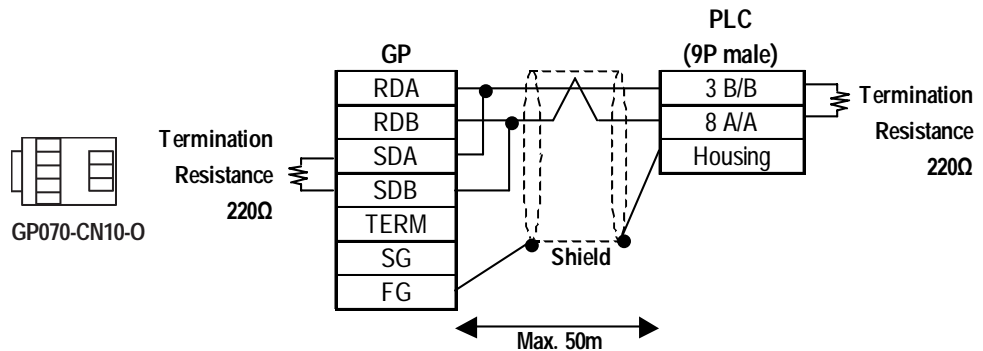 PLC
GP
(9P male)
RDA
3 B/B
RDB
8 A/A
SDA
Housing
SDB
TERM
SG
FG
Termination
Resistance
220Ω
Termination
Resistance
220Ω
GP070-CN10-O
Shield
Max. 50m